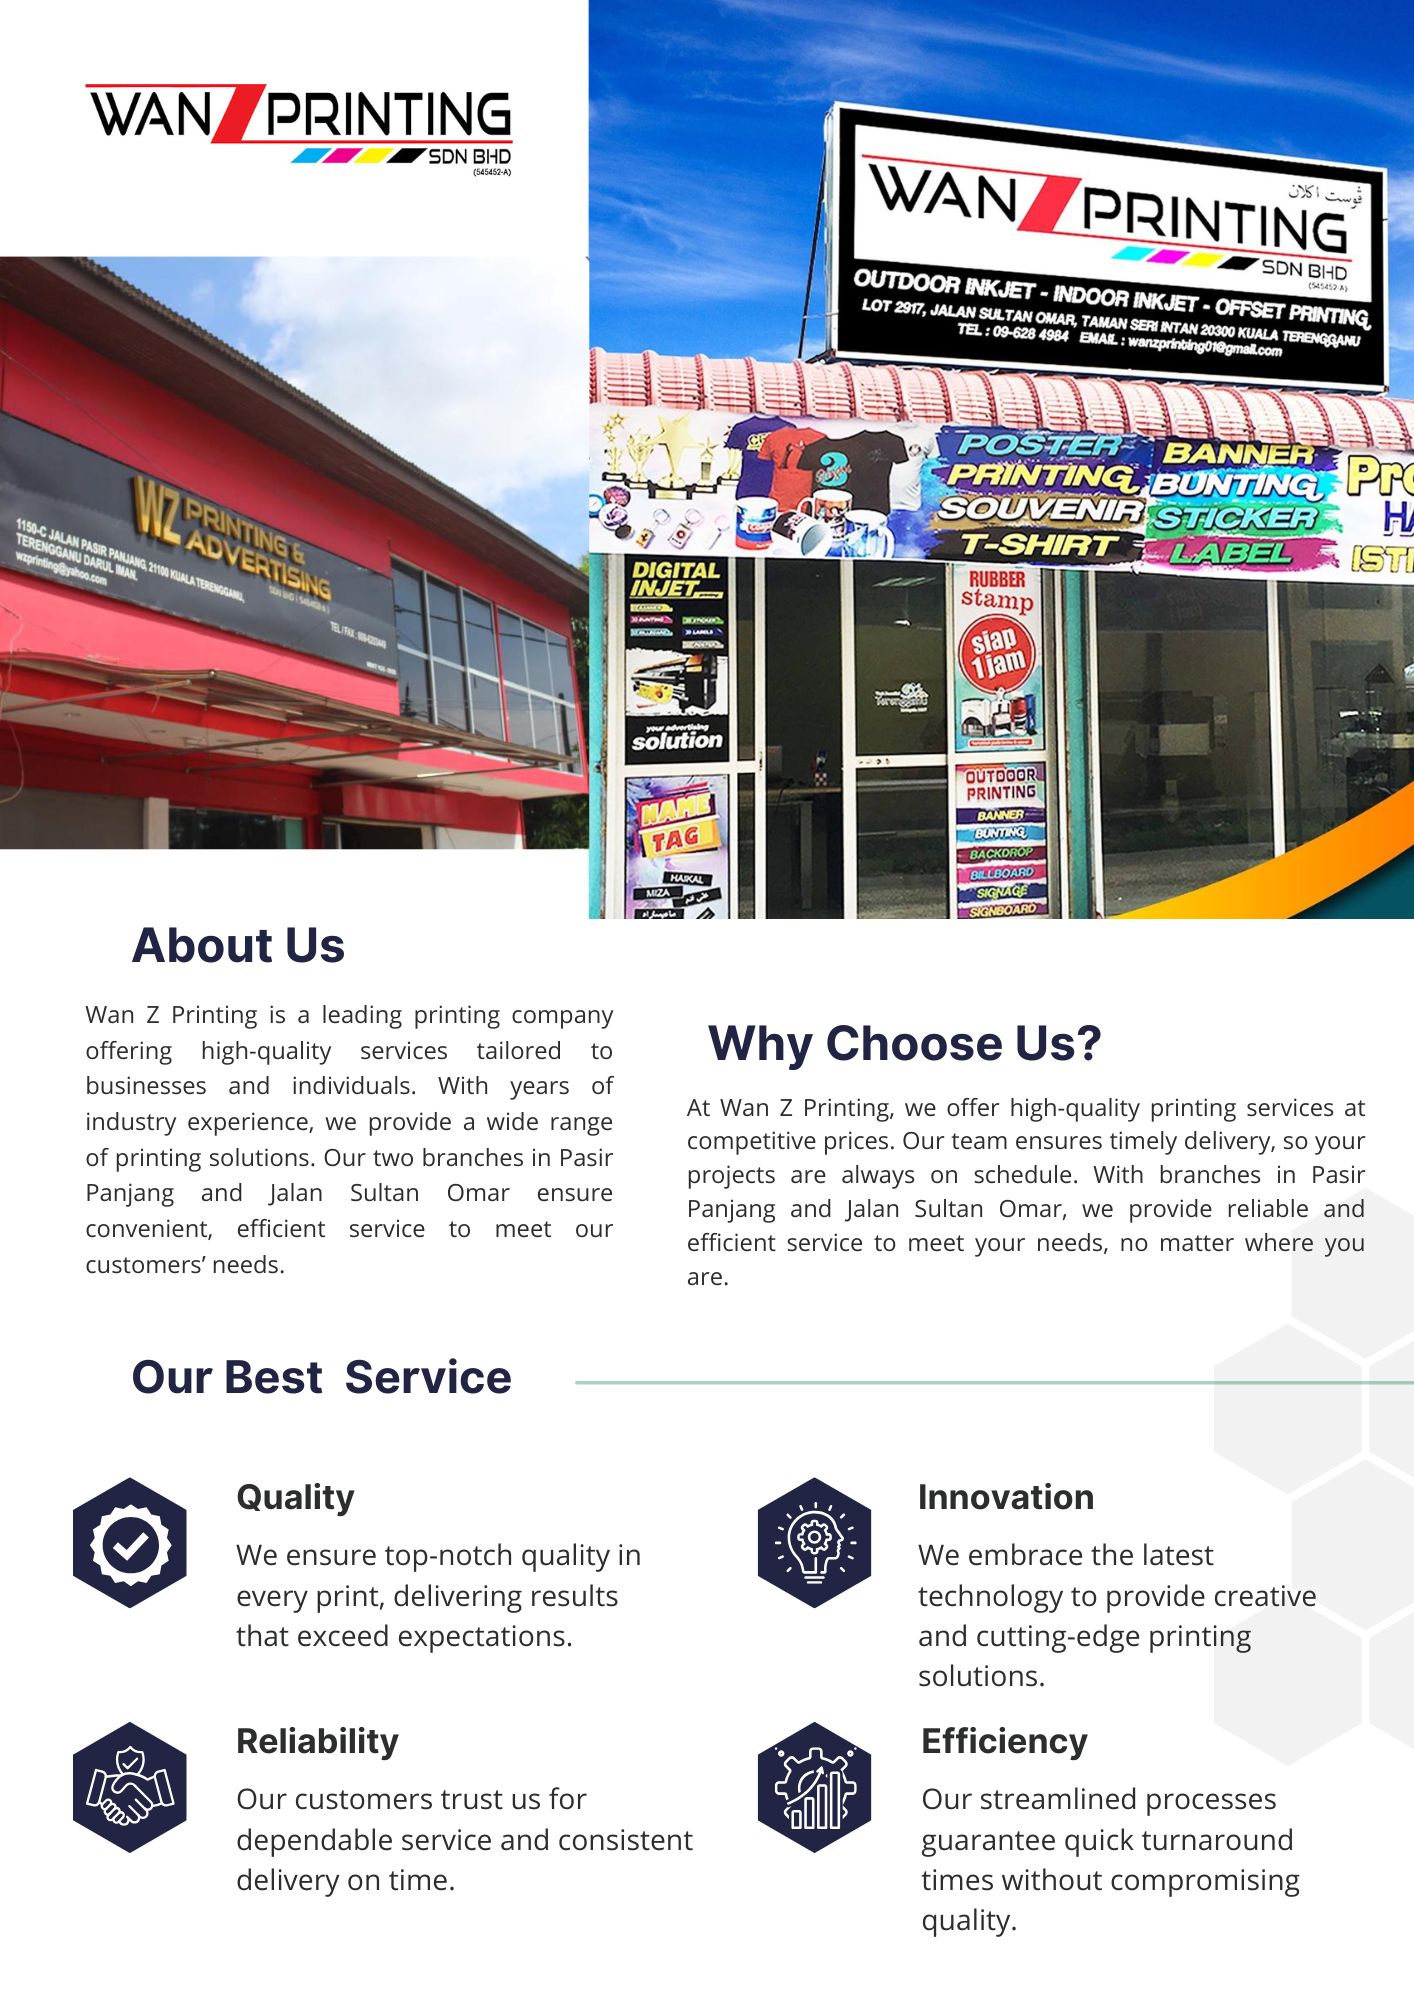 WAN Z PRINTING
SDN BHD
(545452-A)
WAN Z PRINTING
SDN BHD
(545452-A)
OUTDOOR INKJET - INDOOR INKJET - OFFSET PRINTING
LOT 2917, JALAN SULTAN OMAR, TAMAN SERI INTAN 20300 KUALA TERENGGANU
TEL : 09-628 4984 EMAIL : wanzprinting01@gmail.com
WZ PRINTING &
ADVERTISING
1150-C JALAN PASIR PANJANG, 21100 KUALA TERENGGANU,
TERENGGANU DARUL IMAN.
wzprinting@yahoo.com
POSTER
PRINTING
SOUVENIR
T-SHIRT
BANNER
BUNTING
STICKER
LABEL
DIGITAL
INJET
BANNER
BUNTING
BILLBOARD
STICKER
LABELS
POSTER
your advertising
solution
RUBBER
stamp
siap
1 jam
Terengganu
NAME
TAG
HAIKAL
MIZA
OUTDOOR
PRINTING
BANNER
BUNTING
BACKDROP
BILLBOARD
SIGNAGE
SIGNBOARD
About Us
Wan Z Printing is a leading printing company
offering high-quality services tailored to
businesses and individuals. With years of
industry experience, we provide a wide range
of printing solutions. Our two branches in Pasir
Panjang and Jalan Sultan Omar ensure
convenient, efficient service to meet our
customers’ needs.
Why Choose Us?
At Wan Z Printing, we offer high-quality printing services at
competitive prices. Our team ensures timely delivery, so your
projects are always on schedule. With branches in Pasir
Panjang and Jalan Sultan Omar, we provide reliable and
efficient service to meet your needs, no matter where you
are.
Our Best Service
Quality
We ensure top-notch quality in
every print, delivering results
that exceed expectations.
Innovation
We embrace the latest
technology to provide creative
and cutting-edge printing
solutions.
Reliability
Our customers trust us for
dependable service and consistent
delivery on time.
Efficiency
Our streamlined processes
guarantee quick turnaround
times without compromising
quality.